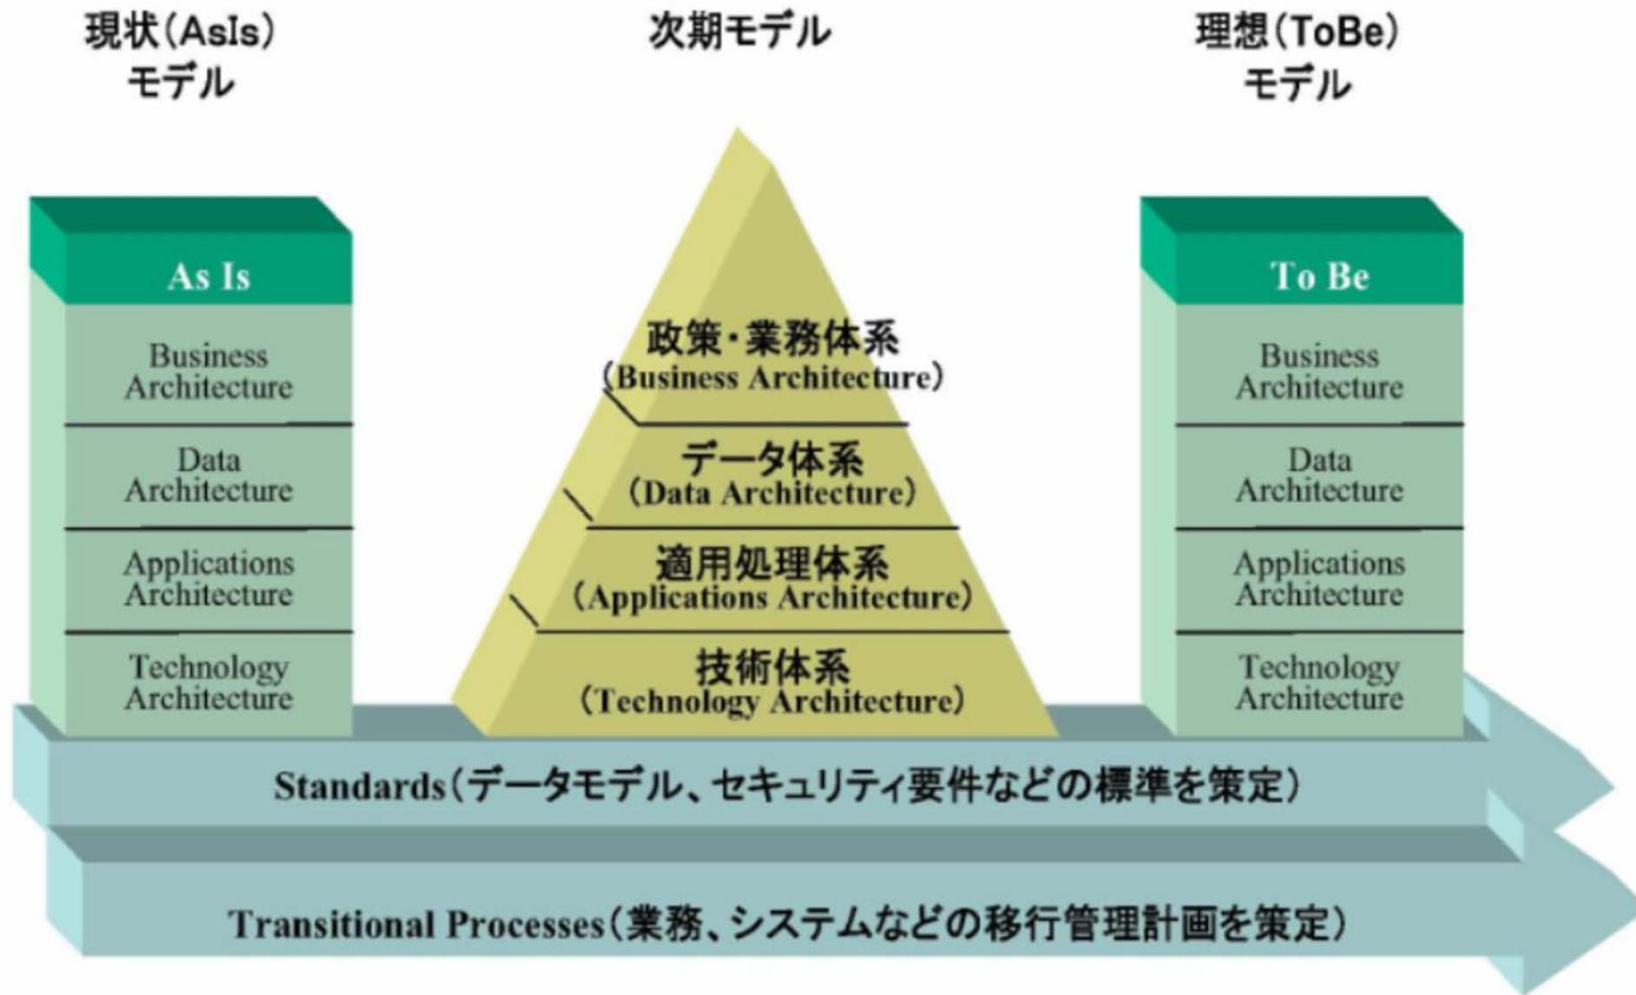 現状(AsIs)
モデル
次期モデル
理想(ToBe)
モデル
As Is
Business
Architecture
Data
Architecture
Applications
Architecture
Technology
Architecture
政策・業務体系
(Business Architecture)
データ体系
(Data Architecture)
適用処理体系
(Applications Architecture)
技術体系
(Technology Architecture)
To Be
Business
Architecture
Data
Architecture
Applications
Architecture
Technology
Architecture
Standards(データモデル、セキュリティ要件などの標準を策定)
Transitional Processes(業務、システムなどの移行管理計画を策定)